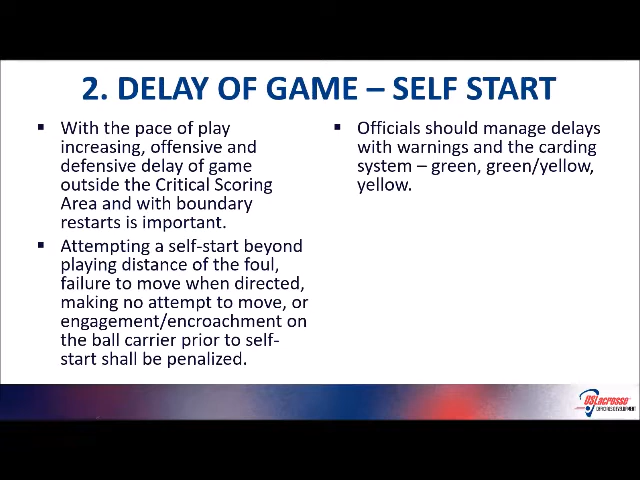 2. DELAY OF GAME – SELF START
▪ With the pace of play
increasing, offensive and
defensive delay of game
outside the Critical Scoring
Area and with boundary
restarts is important.
▪ Attempting a self-start beyond
playing distance of the foul,
failure to move when directed,
making no attempt to move, or
engagement/encroachment on
the ball carrier prior to self-
start shall be penalized.
▪ Officials should manage delays
with warnings and the carding
system – green, green/yellow,
yellow.
USLacrosse
OFFICIALS DEVELOPMENT